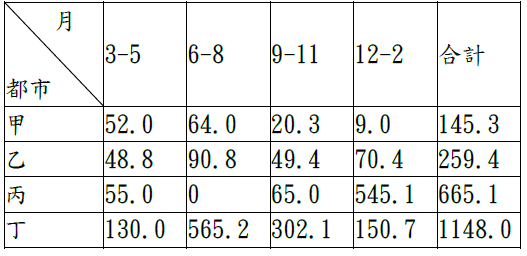 月
都市
3-5 6-8 9-11 12-2 合計
甲 52.0 64.0 20.3 9.0 145.3
乙 48.8 90.8 49.4 70.4 259.4
丙 55.0 0 65.0 545.1 665.1
丁 130.0 565.2 302.1 150.7 1148.0